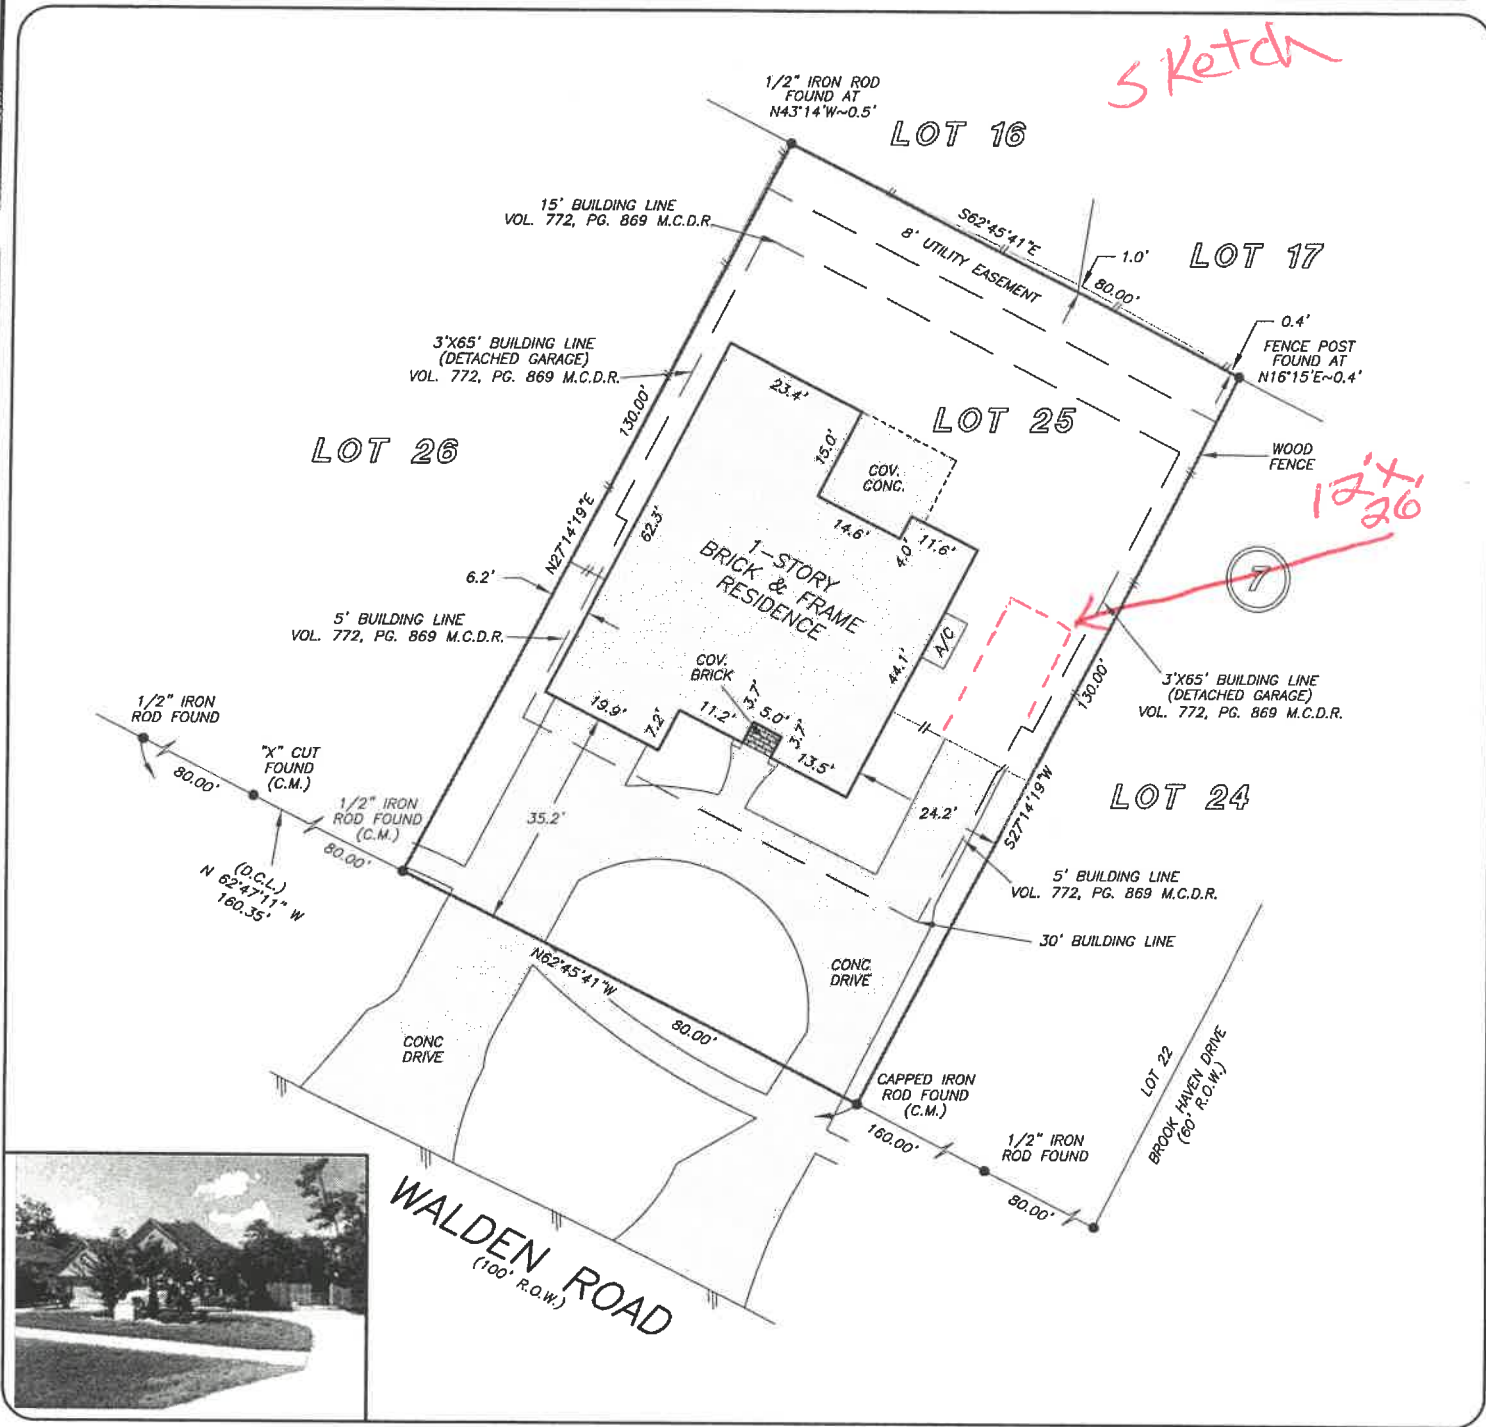 Sketch
1/2" IRON ROD
FOUND AT
N43°14'W~0.5'
LOT 16
15' BUILDING LINE
VOL. 772, PG. 869 M.C.D.R.
S62°45'41"E
8' UTILITY EASEMENT
1.0'
80.00'
LOT 17
0.4'
FENCE POST
FOUND AT
N16°15'E~0.4'
3'X65' BUILDING LINE
(DETACHED GARAGE)
VOL. 772, PG. 869 M.C.D.R.
130.00'
23.4'
LOT 25
LOT 26
15.0'
COV.
CONC.
WOOD
FENCE
12'X'
26
N27°14'19"E
62.3'
14.6'
4.0'
11.6'
1-STORY
BRICK & FRAME
RESIDENCE
7
6.2'
5' BUILDING LINE
VOL. 772, PG. 869 M.C.D.R.
A/C
44.1'
COV.
BRICK
130.00'
3'X65' BUILDING LINE
(DETACHED GARAGE)
VOL. 772, PG. 869 M.C.D.R.
19.9'
7.2'
11.2'
3.7'
5.0'
3.7'
13.5'
1/2" IRON
ROD FOUND
80.00'
"X" CUT
FOUND
(C.M.)
1/2" IRON
ROD FOUND
(C.M.)
80.00'
35.2'
24.2'
S27°14'19"W
LOT 24
(D.C.L.)
N 62°47'11" W
160.35'
5' BUILDING LINE
VOL. 772, PG. 869 M.C.D.R.
30' BUILDING LINE
N62°45'41"W
80.00'
CONC
DRIVE
CONC
DRIVE
CAPPED IRON
ROD FOUND
(C.M.)
160.00'
1/2" IRON
ROD FOUND
80.00'
LOT 22
BROOK HAVEN DRIVE
(60' R.O.W.)
WALDEN ROAD
(100' R.O.W.)